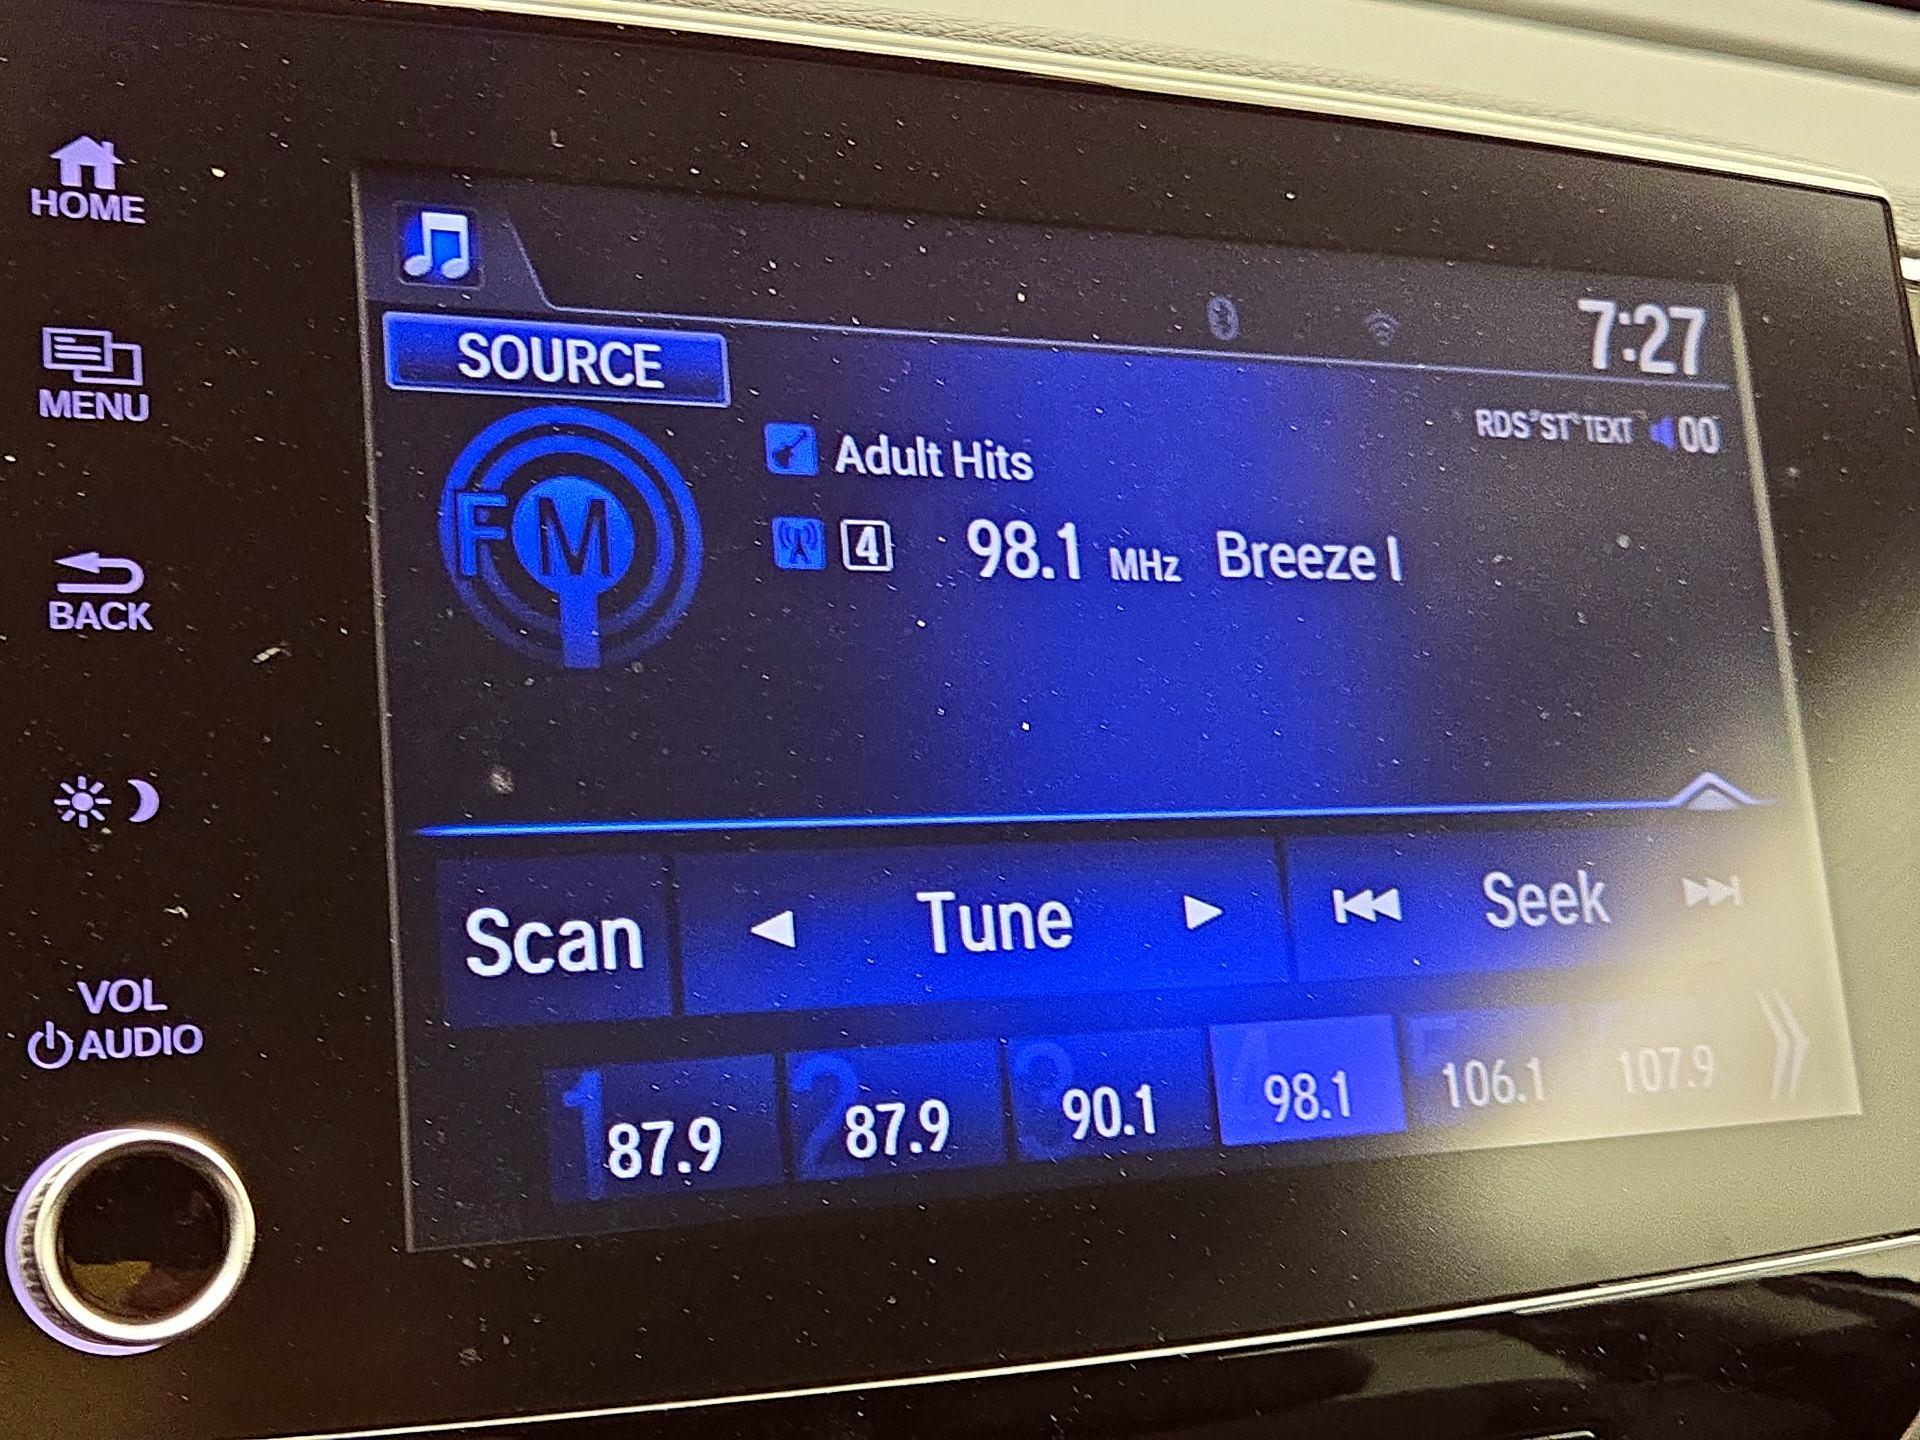 HOME
MENU
BACK
VOL
AUDIO
7:27
SOURCE
RDS ST TEXT 00
FM
Adult Hits
4 98.1 MHz Breeze I
Scan Tune Seek
1 87.9 2 87.9 3 90.1 4 98.1 5 106.1 107.9